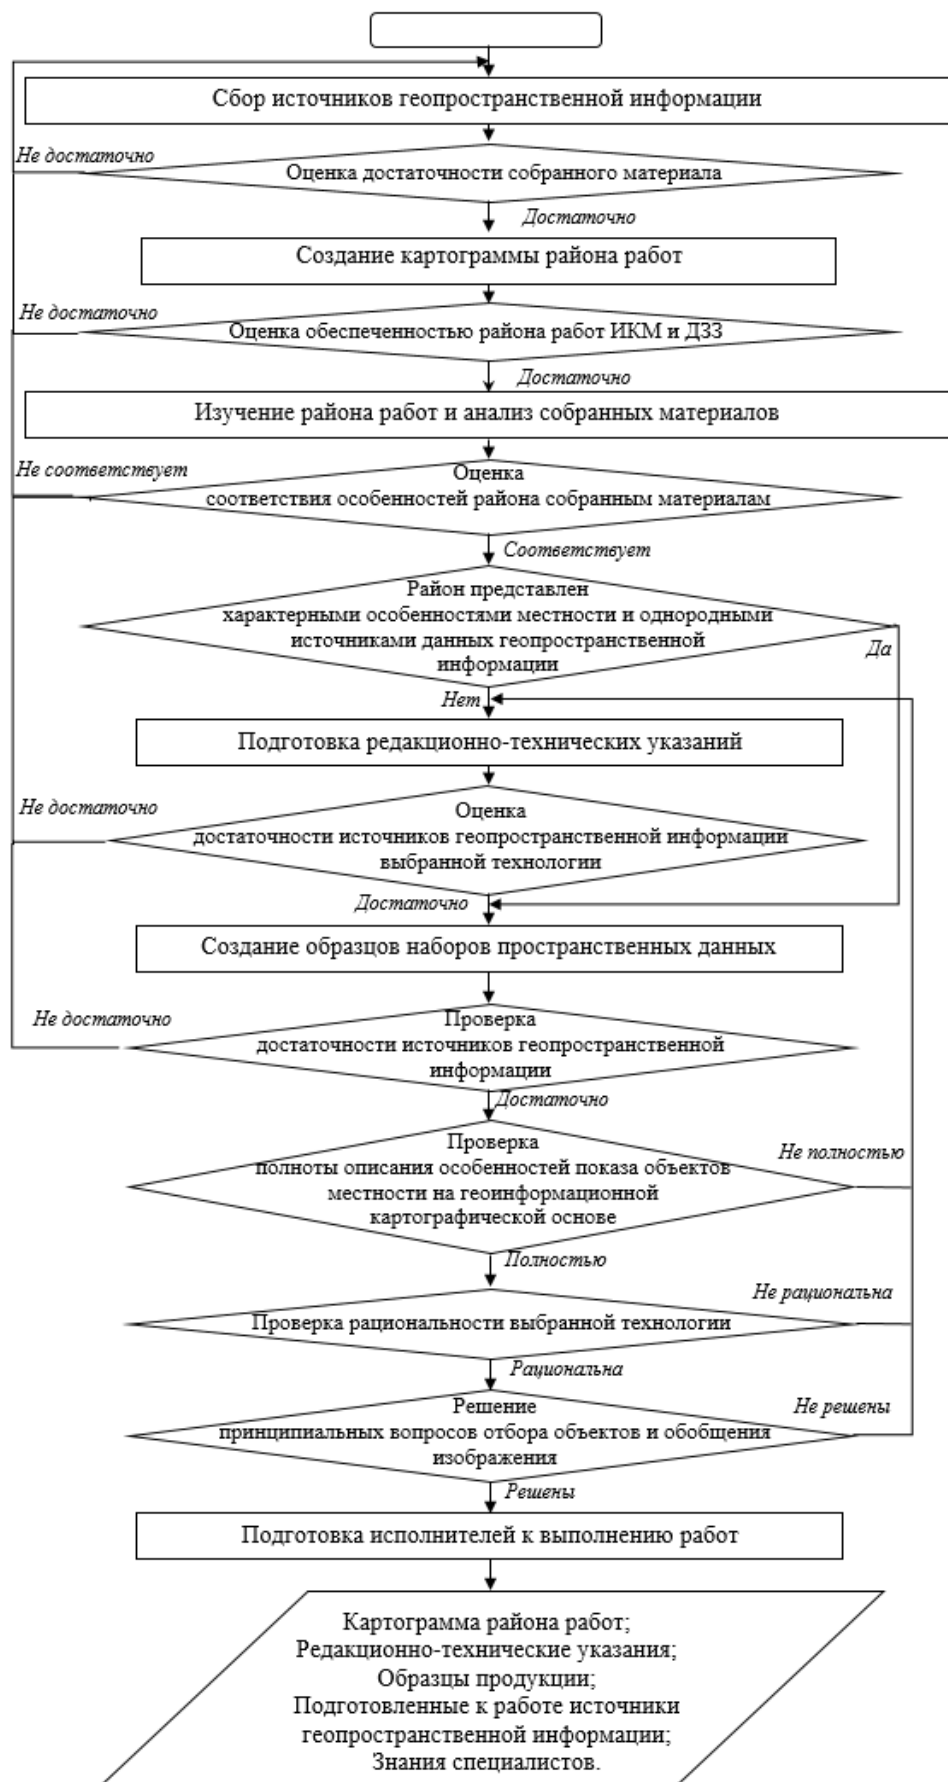 Сбор источников геопространственной информации
Не достаточно
Оценка достаточности собранного материала
Достаточно
Создание картограммы района работ
Не достаточно
Оценка обеспеченностью района работ ИКМ и ДЗЗ
Достаточно
Изучение района работ и анализ собранных материалов
Не соответствует
Оценка
соответствия особенностей района собранным материалам
Соответствует
Район представлен
характерными особенностями местности и однородными
источниками данных геопространственной
информации
Да
Нет
Подготовка редакционно-технических указаний
Не достаточно
Оценка
достаточности источников геопространственной информации
выбранной технологии
Достаточно
Создание образцов наборов пространственных данных
Не достаточно
Проверка
достаточности источников геопространственной
информации
Достаточно
Проверка
полноты описания особенностей показа объектов
местности на геоинформационной
картографической основе
Не полностью
Полностью
Не рациональна
Проверка рациональности выбранной технологии
Рациональна
Решение
принципиальных вопросов отбора объектов и обобщения
изображения
Не решены
Решены
Подготовка исполнителей к выполнению работ
Картограмма района работ;
Редакционно-технические указания;
Образцы продукции;
Подготовленные к работе источники
геопространственной информации;
Знания специалистов.